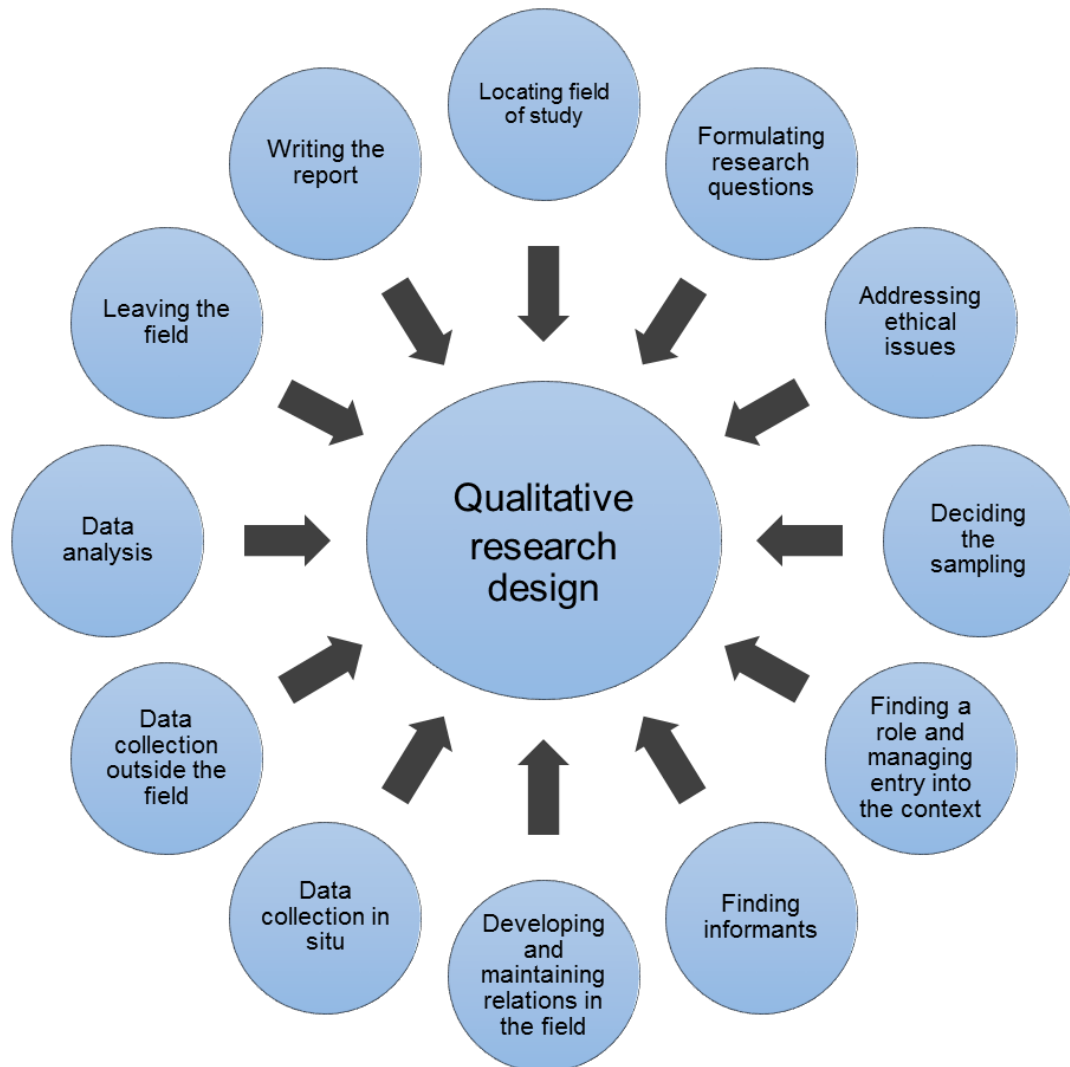 Locating field
of study
Formulating
research
questions
Addressing
ethical
issues
Deciding
the
sampling
Finding a
role and
managing
entry into
the context
Finding
informants
Developing
and
maintaining
relations in
the field
Data
collection in
situ
Data
collection
outside the
field
Data
analysis
Leaving the
field
Writing the
report
Qualitative
research
design